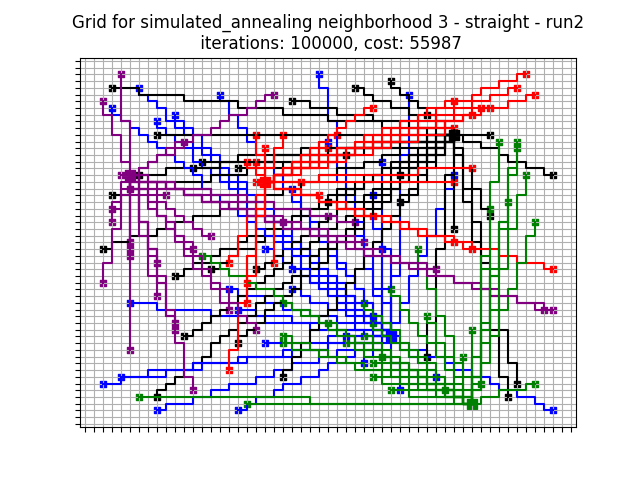 Grid for simulated_annealing neighborhood 3 - straight - run2
iterations: 100000, cost: 55987